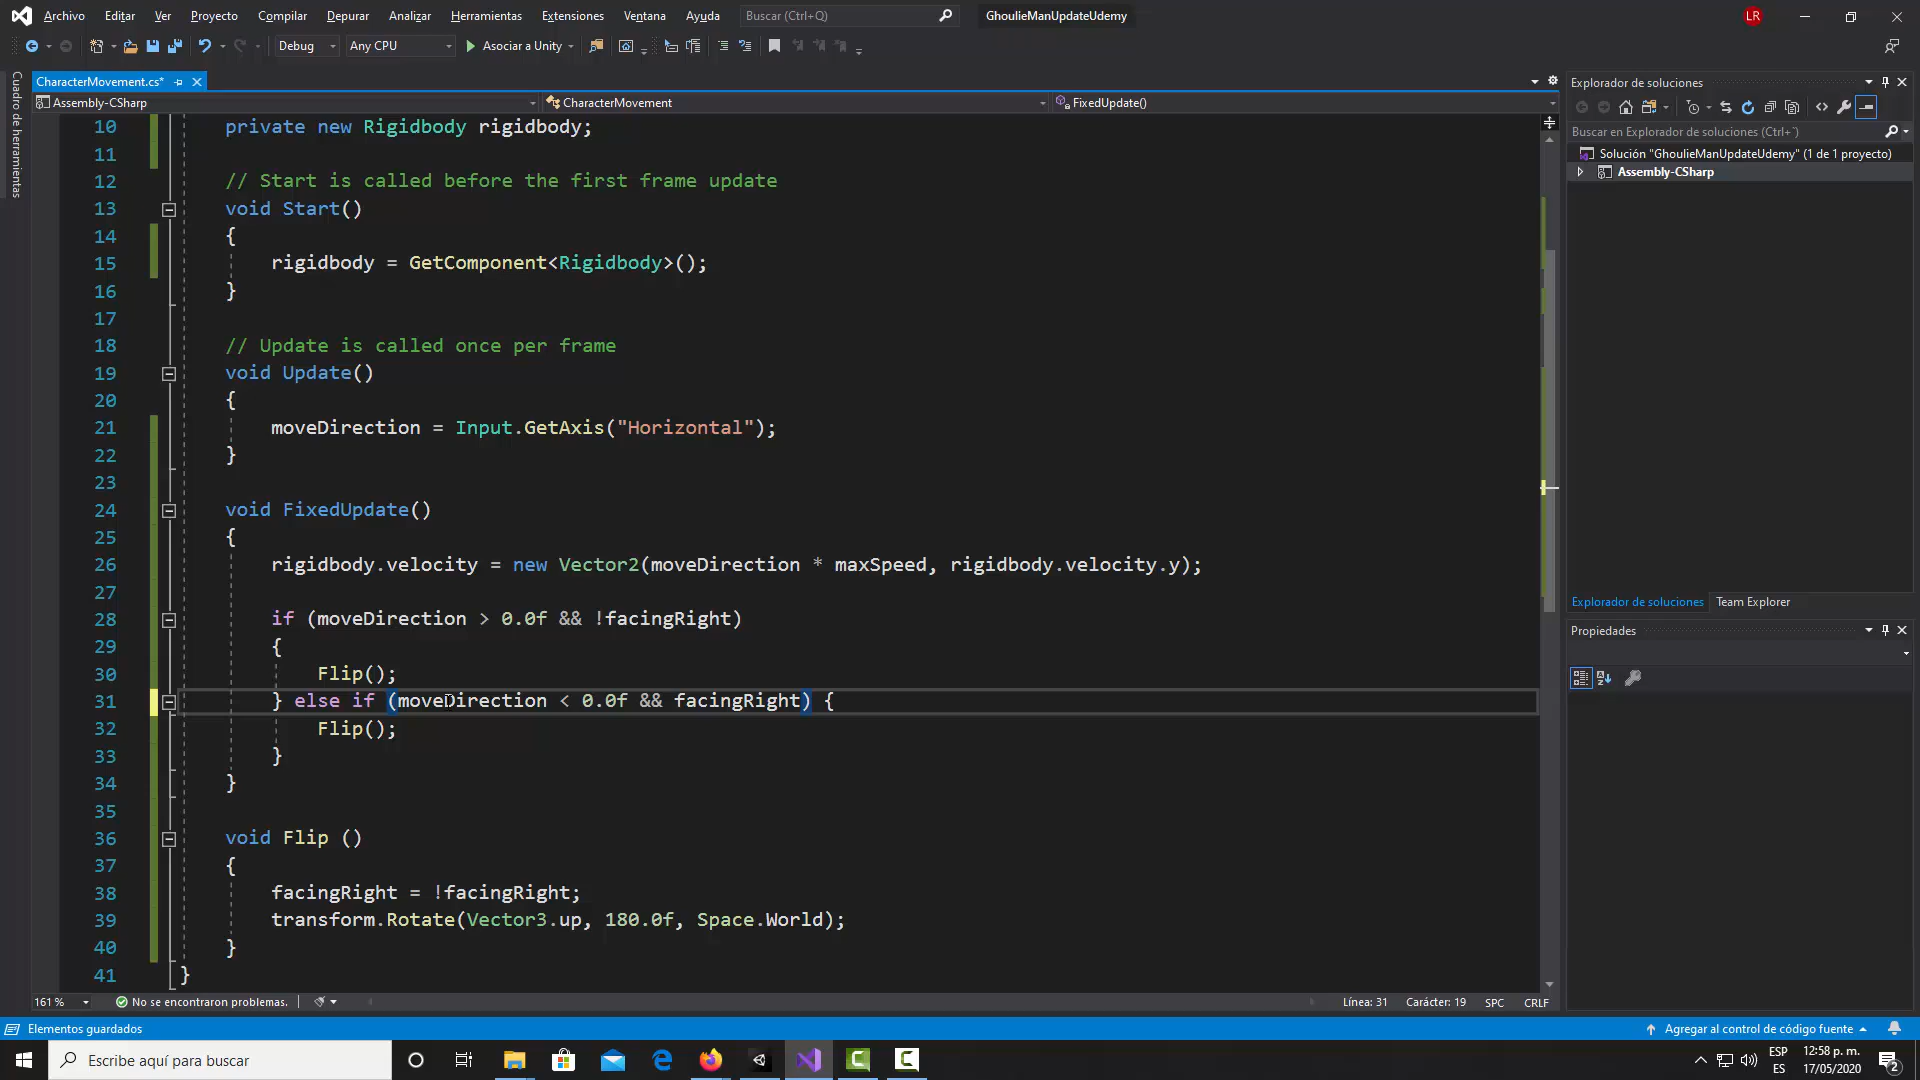 Archivo Editar Ver Proyecto Compilar Depurar Analizar Herramientas Extensiones Ventana Ayuda Buscar (Ctrl+Q) GhoulieManUpdateUdemy LR
Debug Any CPU Asociar a Unity
Cuadro de herramientas
CharacterMovement.cs*
Assembly-CSharp CharacterMovement FixedUpdate()
10 private new Rigidbody rigidbody;
11
12 // Start is called before the first frame update
13 void Start()
14 {
15 rigidbody = GetComponent<Rigidbody>();
16 }
17
18 // Update is called once per frame
19 void Update()
20 {
21 moveDirection = Input.GetAxis("Horizontal");
22 }
23
24 void FixedUpdate()
25 {
26 rigidbody.velocity = new Vector2(moveDirection * maxSpeed, rigidbody.velocity.y);
27
28 if (moveDirection > 0.0f && !facingRight)
29 {
30 Flip();
31 } else if (moveDirection < 0.0f && facingRight) {
32 Flip();
33 }
34 }
35
36 void Flip ()
37 {
38 facingRight = !facingRight;
39 transform.Rotate(Vector3.up, 180.0f, Space.World);
40 }
41 }
161 % No se encontraron problemas. Línea: 31 Carácter: 19 SPC CRLF
Explorador de soluciones
Buscar en Explorador de soluciones (Ctrl+´)
Solución "GhoulieManUpdateUdemy" (1 de 1 proyecto)
Assembly-CSharp
Explorador de soluciones Team Explorer
Propiedades
Elementos guardados Agregar al control de código fuente
Escribe aquí para buscar
ESP
ES
12:58 p. m.
17/05/2020
2